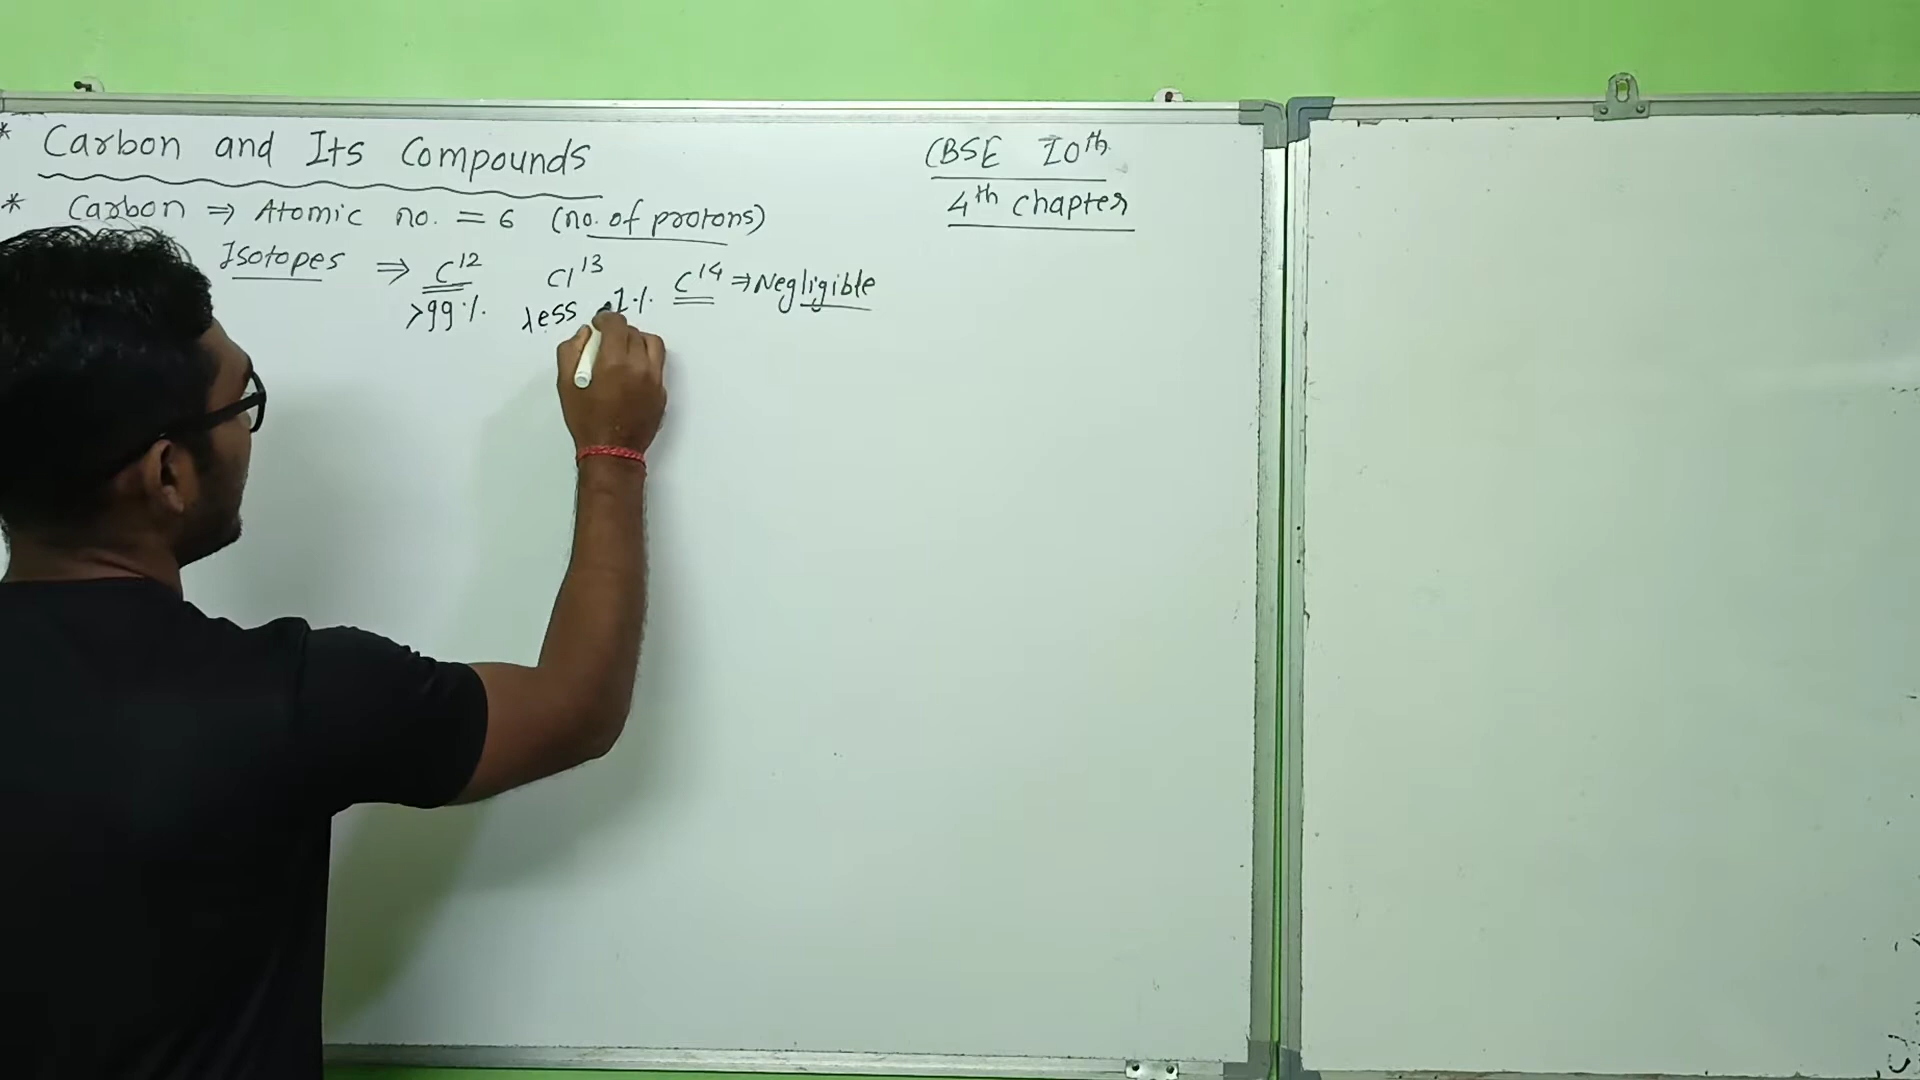 * Carbon and Its Compounds
CBSE 10th
4th chapter
* Carbon ⇒ Atomic no. = 6 (no. of protons)
Isotopes ⇒ C¹² C1¹³ C¹⁴ ⇒ Negligible
>99% less 1%